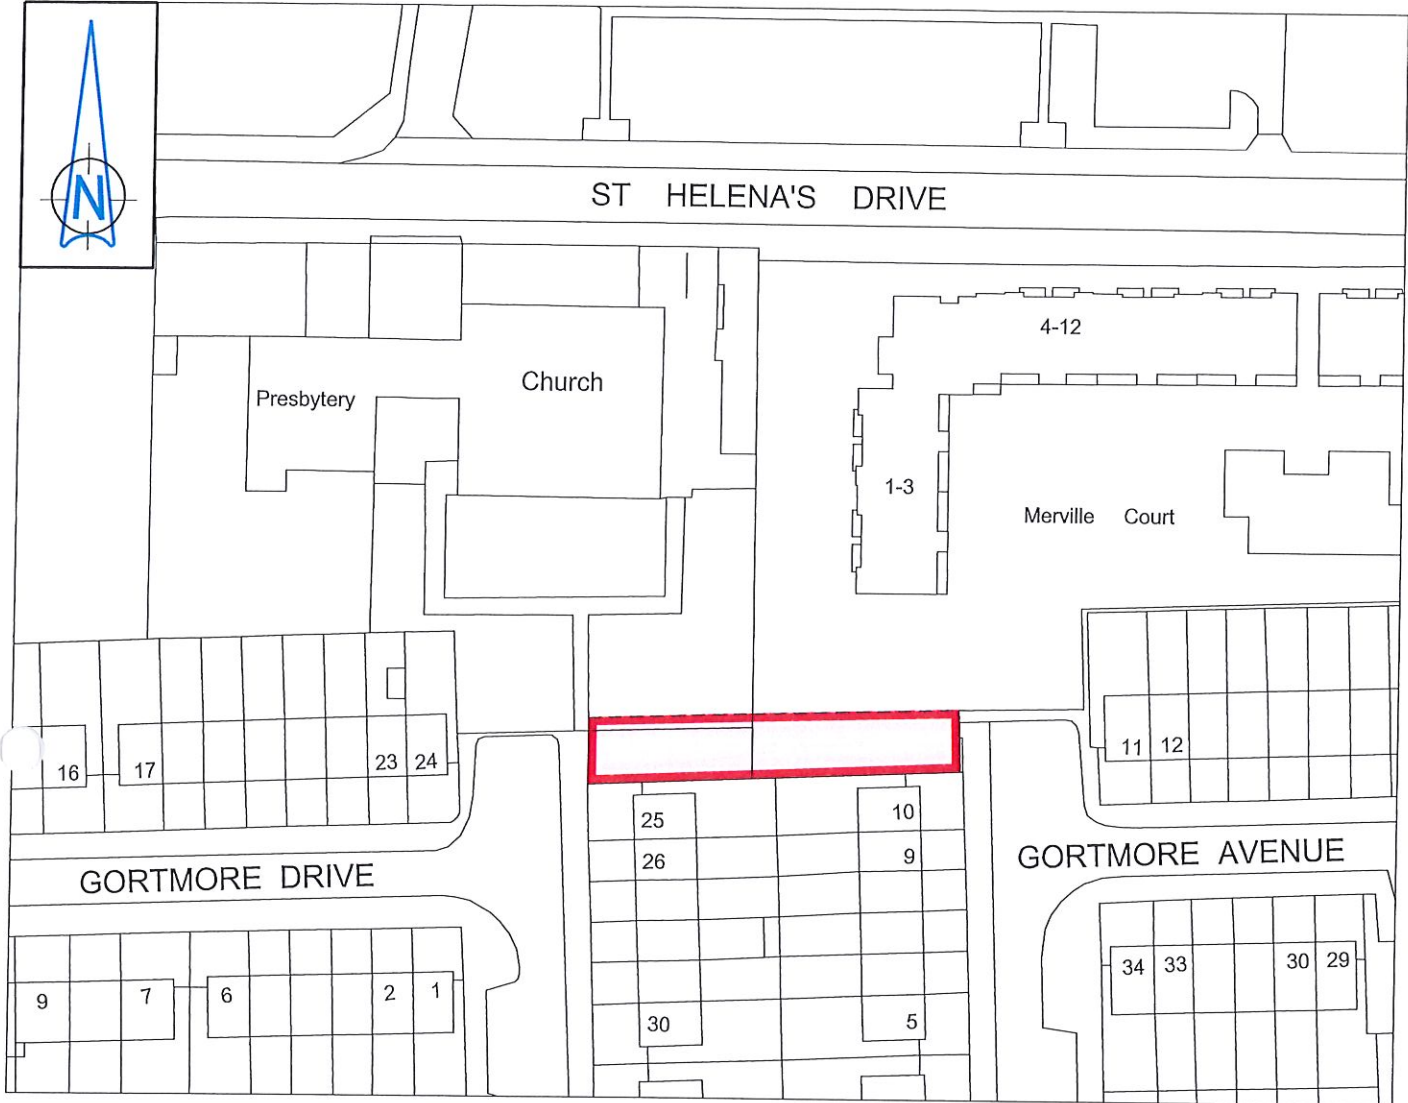 N
ST HELENA'S DRIVE
4-12
Church
Presbytery
1-3
Merville Court
11 12
16 17 23 24
25 10
26 9
GORTMORE DRIVE
GORTMORE AVENUE
34 33 30 29
9 7 6 2 1
30 5